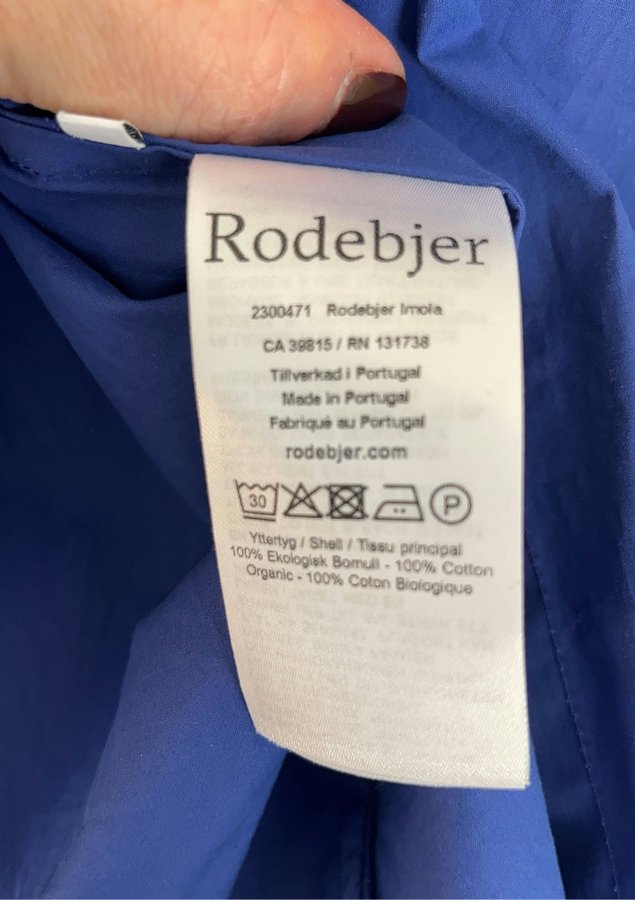 Rodebjer
2300471 Rodebjer Imola
CA 39815 / RN 131738
Tillverkad i Portugal
Made in Portugal
Fabriqué au Portugal
rodebjer.com
30 P
Yttertyg / Shell / Tissu principal
100% Ekologisk Bomull - 100% Cotton
Organic - 100% Coton Biologique